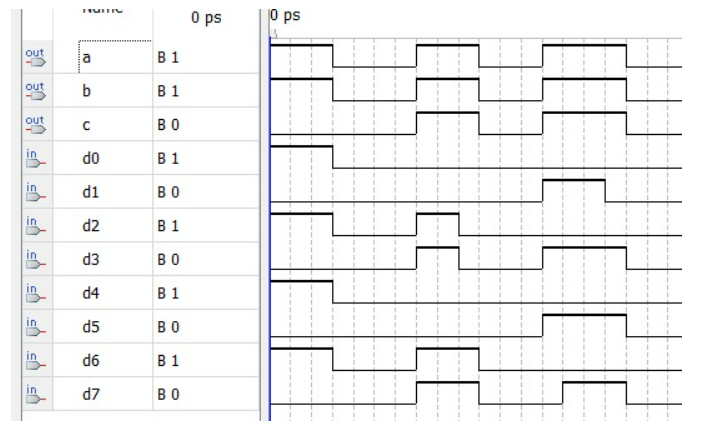 0 ps
0 ps
out a B 1
out b B 1
out c B 0
in d0 B 1
in d1 B 0
in d2 B 1
in d3 B 0
in d4 B 1
in d5 B 0
in d6 B 1
in d7 B 0